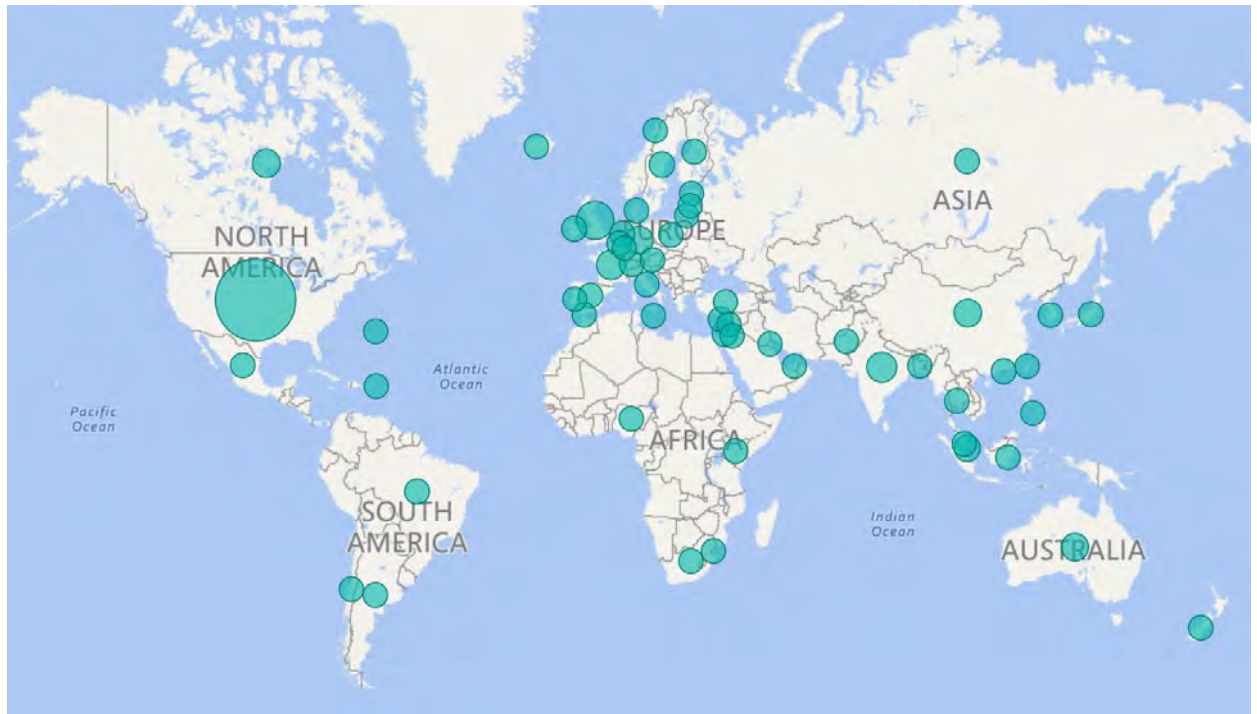 NORTH
AMERICA
EUROPE
ASIA
Atlantic
Ocean
Pacific
Ocean
AFRICA
SOUTH
AMERICA
Indian
Ocean
AUSTRALIA